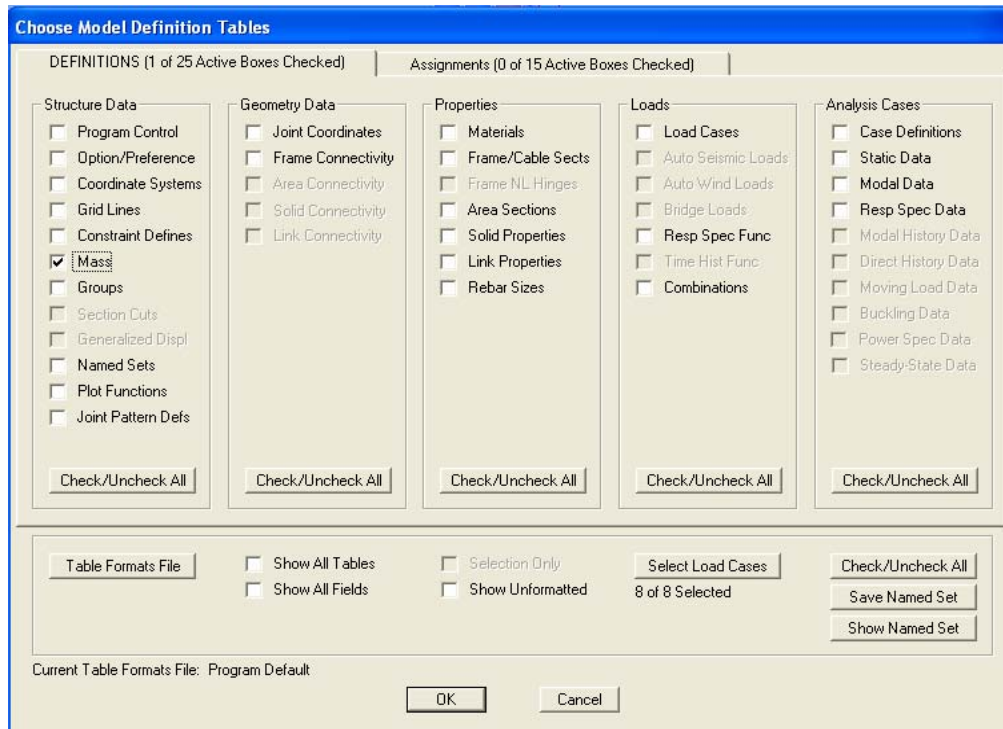 Choose Model Definition Tables
DEFINITIONS (1 of 25 Active Boxes Checked)
Assignments (0 of 15 Active Boxes Checked)
Structure Data
Program Control
Option/Preference
Coordinate Systems
Grid Lines
Constraint Defines
Mass
Groups
Section Cuts
Generalized Displ
Named Sets
Plot Functions
Joint Pattern Defs
Check/Uncheck All
Geometry Data
Joint Coordinates
Frame Connectivity
Area Connectivity
Solid Connectivity
Link Connectivity
Check/Uncheck All
Properties
Materials
Frame/Cable Sects
Frame NL Hinges
Area Sections
Solid Properties
Link Properties
Rebar Sizes
Check/Uncheck All
Loads
Load Cases
Auto Seismic Loads
Auto Wind Loads
Bridge Loads
Resp Spec Func
Time Hist Func
Combinations
Check/Uncheck All
Analysis Cases
Case Definitions
Static Data
Modal Data
Resp Spec Data
Modal History Data
Direct History Data
Moving Load Data
Buckling Data
Power Spec Data
Steady-State Data
Check/Uncheck All
Table Formats File
Show All Tables
Show All Fields
Selection Only
Show Unformatted
Select Load Cases
8 of 8 Selected
Check/Uncheck All
Save Named Set
Show Named Set
Current Table Formats File: Program Default
OK
Cancel